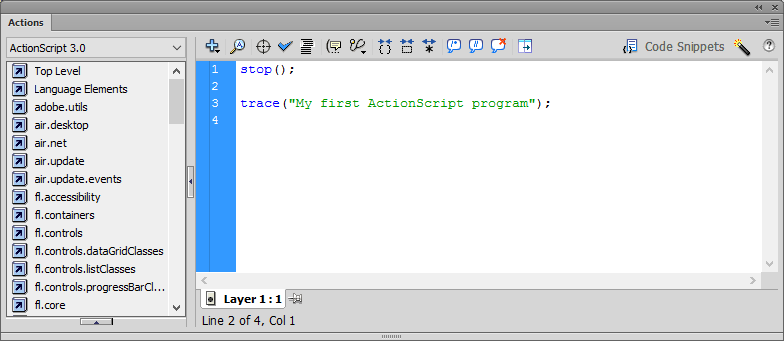 Actions
ActionScript 3.0
Code Snippets
Top Level
Language Elements
adobe.utils
air.desktop
air.net
air.update
air.update.events
fl.accessibility
fl.containers
fl.controls
fl.controls.dataGridClasses
fl.controls.listClasses
fl.controls.progressBarCl...
fl.core
1 stop();
2
3 trace("My first ActionScript program");
4
Layer 1 : 1
Line 2 of 4, Col 1